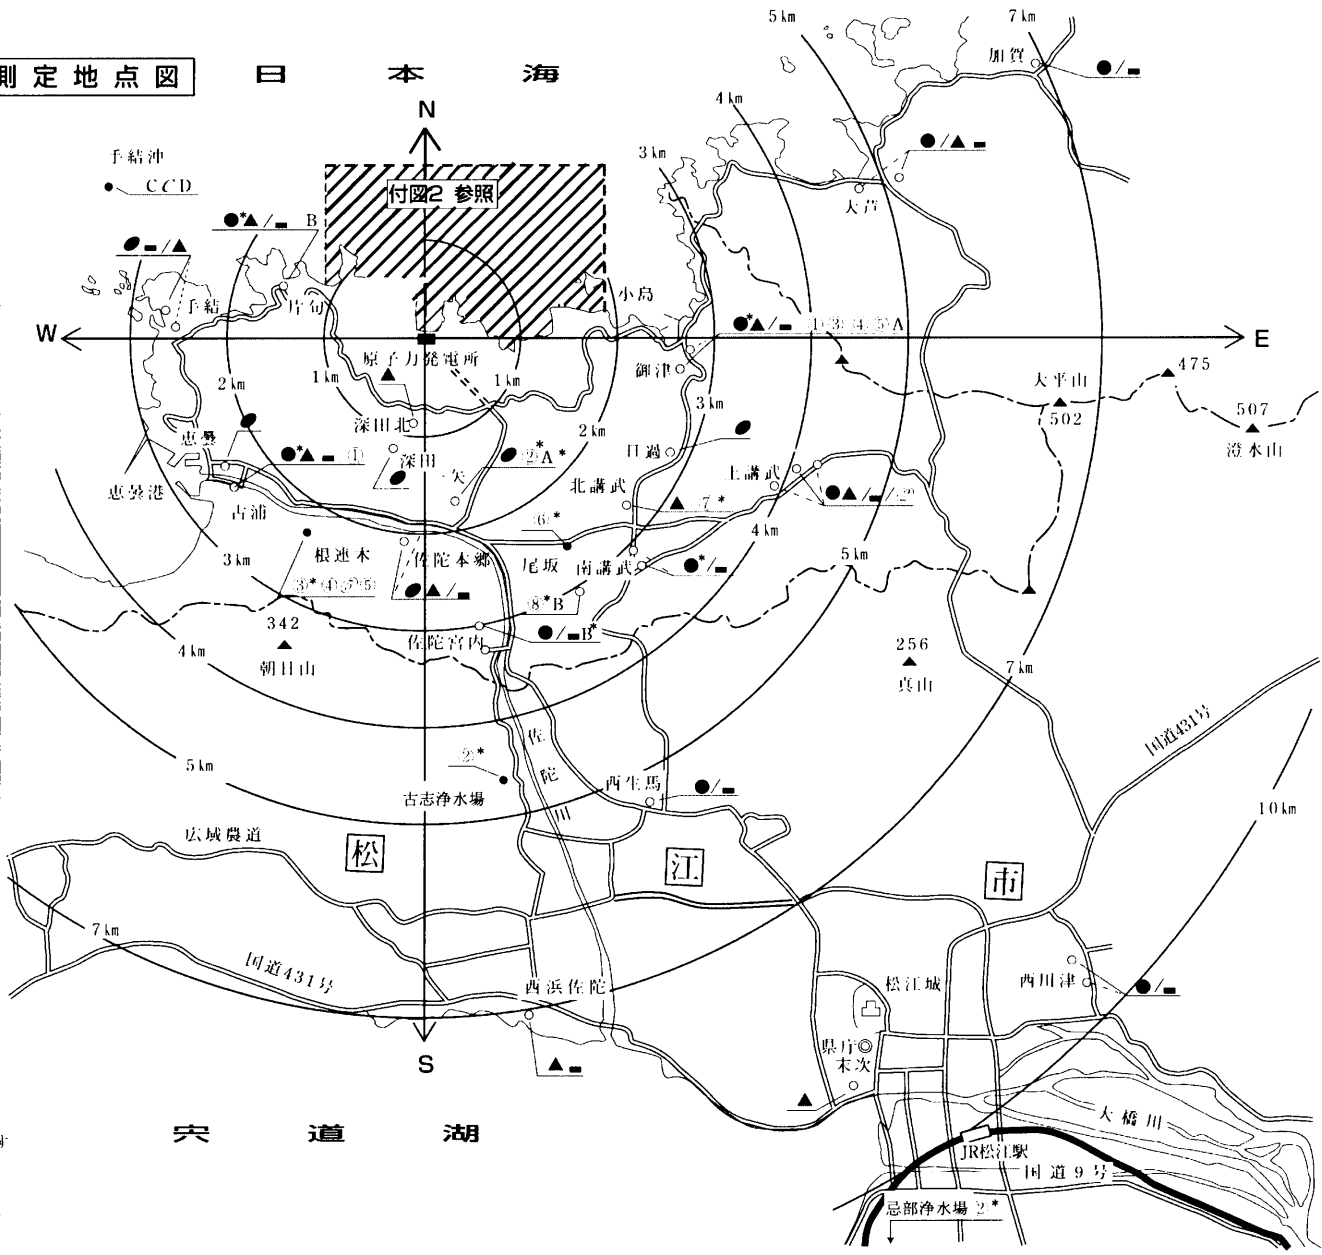 測定地点図
日本海
5km
7km
加賀
●/▬
N
4km
手結沖
3km
●/▲▬
付図2 参照
大芦
●*▲/▬ B
⬮▬/▲
小島
手結
片句
●*▲/▬ ①③④⑤A
W
E
原子力発電所
御津
475
2km
1km
1km
大平山
3km
507
深田北
502
2km
恵曇
澄水山
●*▲▬ ①
深田
②*A*
一矢
上講武
恵曇港
北講武
⑦*
古浦
⑥*
4km
佐陀本郷
尾坂
南講武
5km
3km
根連木
●*/▬
⑧*B
342
佐陀宮内
●/▬B*
256
4km
朝日山
7km
真山
佐陀川
国道431号
②*
5km
西生馬
●/▬
古志浄水場
10km
広域農道
松
江
市
7km
国道431号
西浜佐陀
松江城
西川津
●/▬
県庁
S
末次
▲▬
大橋川
宍道湖
JR松江駅
国道9号
忌部浄水場 ②*